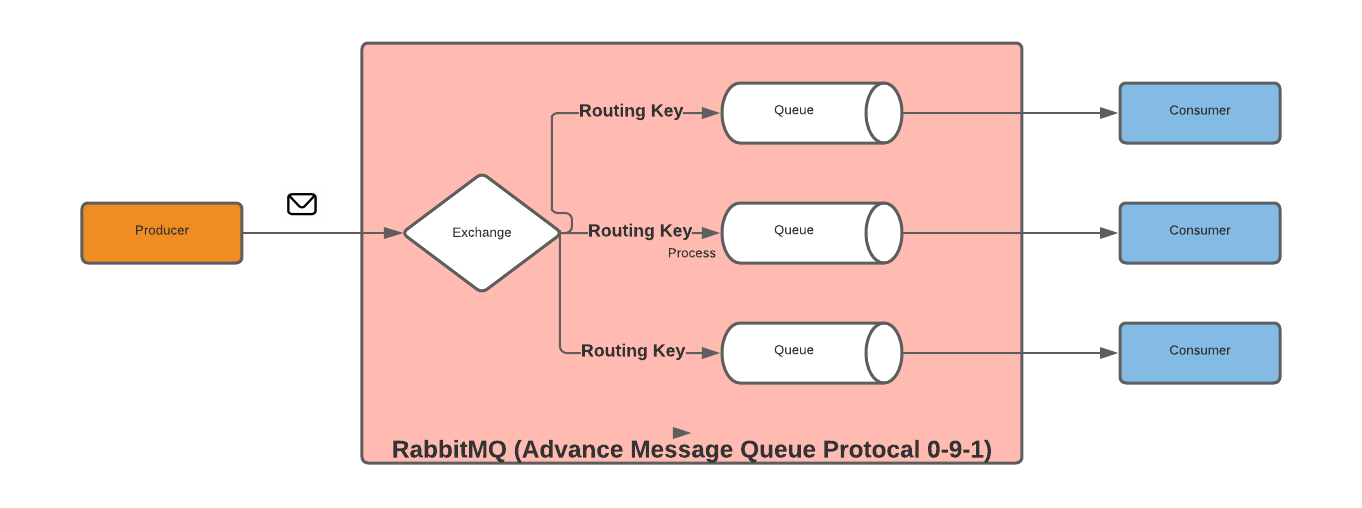 Routing Key
Queue
Consumer
Producer
Exchange
Routing Key
Process
Queue
Consumer
Routing Key
Queue
Consumer
RabbitMQ (Advance Message Queue Protocal 0-9-1)